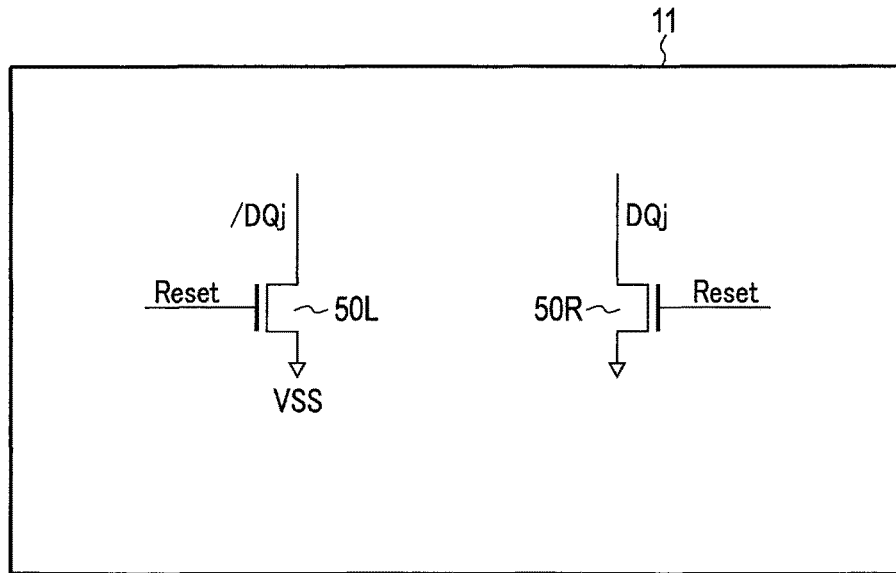 11
/DQj
DQj
Reset
50L
50R
Reset
VSS